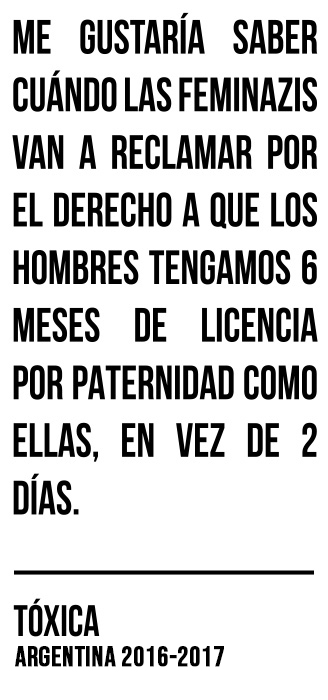 ME GUSTARÍA SABER
CUÁNDO LAS FEMINAZIS
VAN A RECLAMAR POR
EL DERECHO A QUE LOS
HOMBRES TENGAMOS 6
MESES DE LICENCIA
POR PATERNIDAD COMO
ELLAS, EN VEZ DE 2
DÍAS.
TÓXICA
ARGENTINA 2016-2017